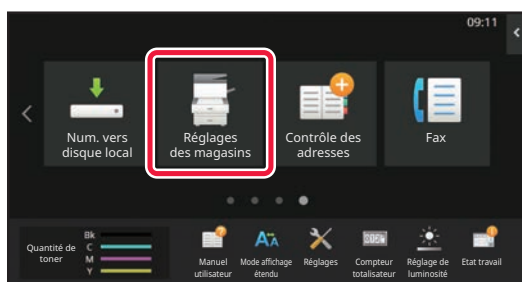 09:11
Num. vers
disque local
Réglages
des magasins
Contrôle des
adresses
Fax
Quantité de
toner
Bk
C
M
Y
Manuel
utilisateur
Mode affichage
étendu
Réglages
Compteur
totalisateur
Réglage de
luminosité
Etat travail